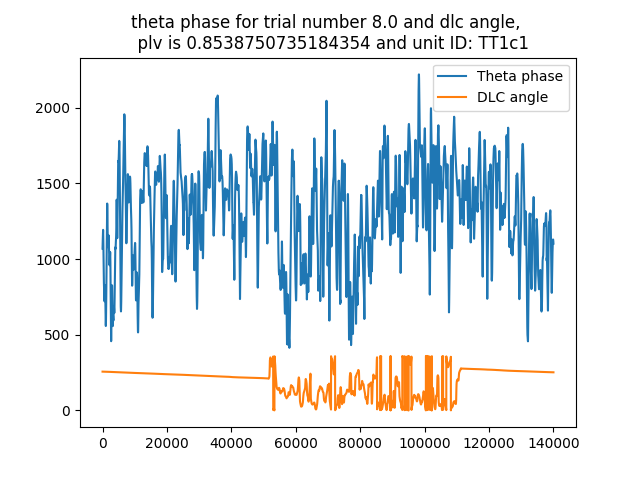 theta phase for trial number 8.0 and dlc angle,
plv is 0.8538750735184354 and unit ID: TT1c1
Theta phase
DLC angle
2000
1500
1000
500
0
0 20000 40000 60000 80000 100000 120000 140000